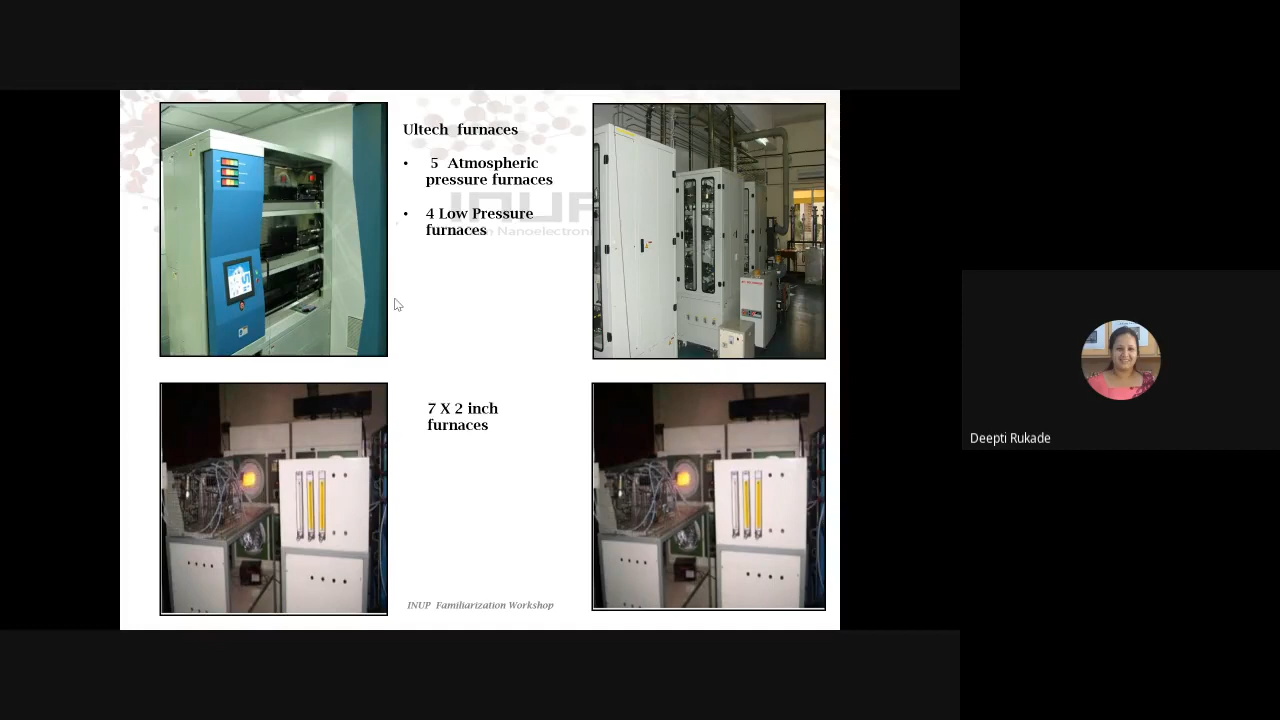 Ultech furnaces
• 5 Atmospheric
pressure furnaces
• 4 Low Pressure
furnaces
7 X 2 inch
furnaces
INUP Familiarization Workshop
Deepti Rukade